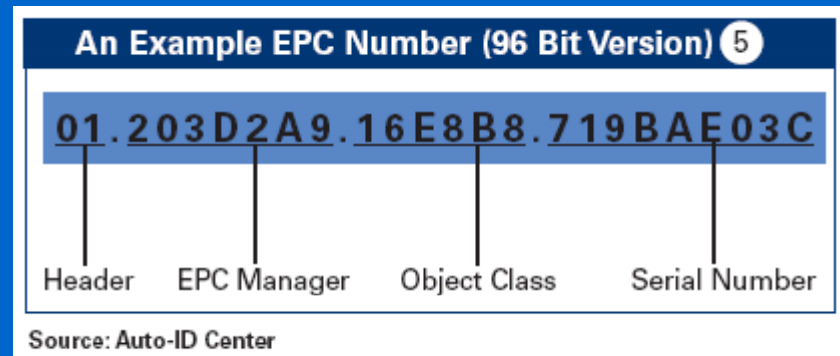 An Example EPC Number (96 Bit Version) 5
01.203D2A9.16E8B8.719BAE03C
Header EPC Manager Object Class Serial Number
Source: Auto-ID Center